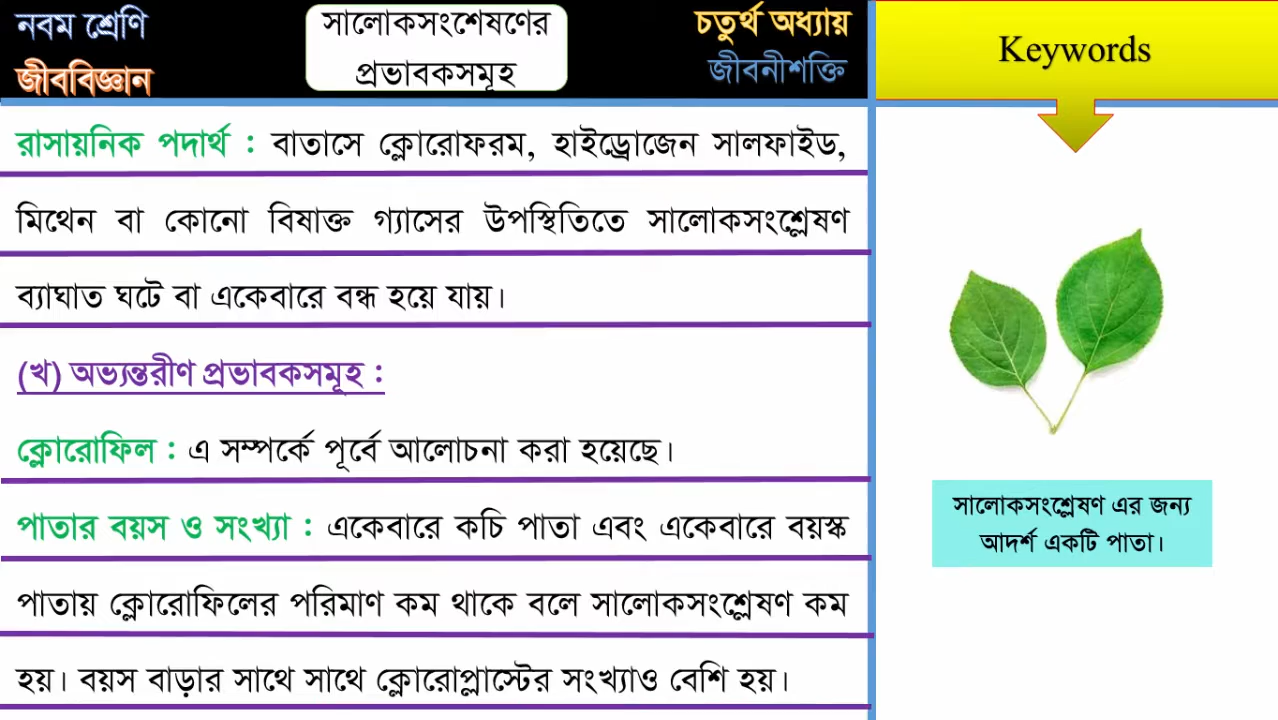 নবম শ্রেণি
জীববিজ্ঞান
সালোকসংশেষণের
প্রভাবকসমূহ
চতুর্থ অধ্যায়
জীবনীশক্তি
Keywords
রাসায়নিক পদার্থ : বাতাসে ক্লোরোফরম, হাইড্রোজেন সালফাইড,
মিথেন বা কোনো বিষাক্ত গ্যাসের উপস্থিতিতে সালোকসংশ্লেষণ
ব্যাঘাত ঘটে বা একেবারে বন্ধ হয়ে যায়।
(খ) অভ্যন্তরীণ প্রভাবকসমূহ :
ক্লোরোফিল : এ সম্পর্কে পূর্বে আলোচনা করা হয়েছে।
পাতার বয়স ও সংখ্যা : একেবারে কচি পাতা এবং একেবারে বয়স্ক
পাতায় ক্লোরোফিলের পরিমাণ কম থাকে বলে সালোকসংশ্লেষণ কম
হয়। বয়স বাড়ার সাথে সাথে ক্লোরোপ্লাস্টের সংখ্যাও বেশি হয়।
সালোকসংশ্লেষণ এর জন্য
আদর্শ একটি পাতা।